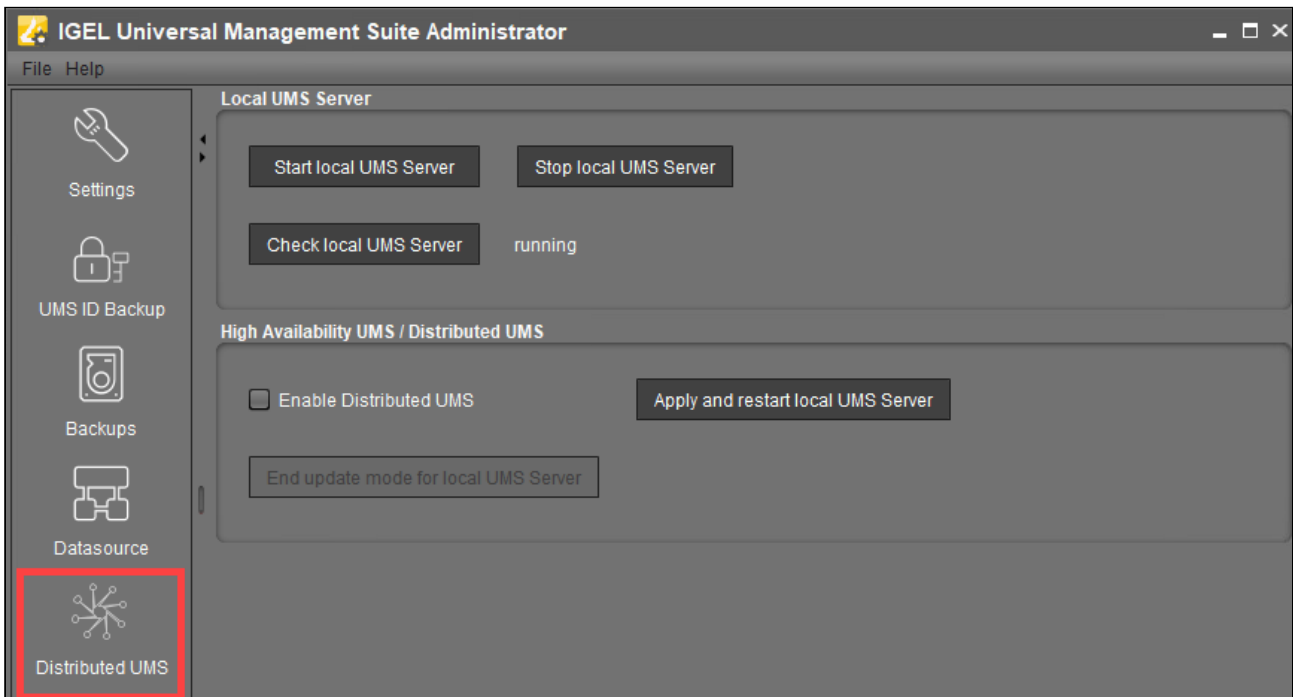 IGEL Universal Management Suite Administrator
File Help
Settings
UMS ID Backup
Backups
Datasource
Distributed UMS
Local UMS Server
Start local UMS Server
Stop local UMS Server
Check local UMS Server
running
High Availability UMS / Distributed UMS
Enable Distributed UMS
Apply and restart local UMS Server
End update mode for local UMS Server